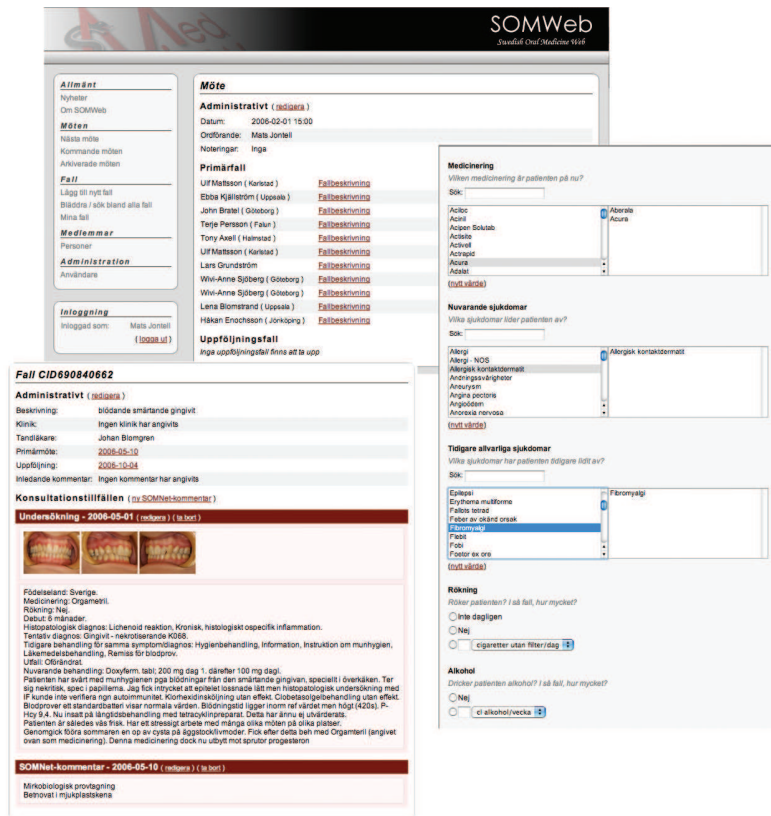 SOMWeb
Swedish Oral Medicine Web
Allmänt
Nyheter
Om SOMWeb
Möten
Nästa möte
Kommande möten
Arkiverade möten
Fall
Lägg till nytt fall
Bläddra / sök bland alla fall
Mina fall
Medlemmar
Personer
Administration
Användare
Inloggning
Inloggad som: Mats Jontell
( logga ut )
Möte
Administrativt ( redigera )
Datum: 2006-02-01 15:00
Ordförande: Mats Jontell
Noteringar: Inga
Primärfall
Ulf Mattsson ( Karlstad ) Fallbeskrivning
Ebba Kjällström ( Uppsala ) Fallbeskrivning
John Bratel ( Göteborg ) Fallbeskrivning
Terje Persson ( Falun ) Fallbeskrivning
Tony Axell ( Halmstad ) Fallbeskrivning
Ulf Mattsson ( Karlstad ) Fallbeskrivning
Lars Grundström Fallbeskrivning
Wivi-Anne Sjöberg ( Göteborg ) Fallbeskrivning
Wivi-Anne Sjöberg ( Göteborg ) Fallbeskrivning
Lena Blomstrand ( Uppsala ) Fallbeskrivning
Håkan Enochsson ( Jönköping ) Fallbeskrivning
Uppföljningsfall
Inga uppföljningsfall finns att ta upp
Medicinering
Vilken medicinering är patienten på nu?
Sök:
Aciloc
Acinil
Acipen Solutab
Actisite
Activell
Actrapid
Acura
Adalat
Aberala
Acura
(nytt värde)
Nuvarande sjukdomar
Vilka sjukdomar lider patienten av?
Sök:
Allergi
Allergi - NOS
Allergisk kontaktdermatit
Andningssvårigheter
Aneurysm
Angina pectoris
Angioödem
Anorexia nervosa
Allergisk kontaktdermatit
(nytt värde)
Tidigare allvarliga sjukdomar
Vilka sjukdomar har patienten tidigare lidit av?
Sök:
Epilepsi
Erythema multiforme
Fallots tetrad
Feber av okänd orsak
Fibromyalgi
Flebit
Fobi
Foetor ex ore
Fibromyalgi
(nytt värde)
Rökning
Röker patienten? I så fall, hur mycket?
Inte dagligen
Nej
cigaretter utan filter/dag
Alkohol
Dricker patienten alkohol? I så fall, hur mycket?
Nej
cl alkohol/vecka
Fall CID690840662
Administrativt ( redigera )
Beskrivning: blödande smärtande gingivit
Klinik: Ingen klinik har angivits
Tandläkare: Johan Blomgren
Primärmöte: 2006-05-10
Uppföljning: 2006-10-04
Inledande kommentar: Ingen kommentar har angivits
Konsultationstillfällen ( ny SOMNet-kommentar )
Undersökning - 2006-05-01 ( redigera ) ( ta bort )
Födelseland: Sverige.
Medicinering: Orgametril.
Rökning: Nej.
Debut: 6 månader.
Histopatologisk diagnos: Lichenoid reaktion, Kronisk, histologiskt ospecifik inflammation.
Tentativ diagnos: Gingivit - nekrotiserande K068.
Tidigare behandling för samma symptom/diagnos: Hygienbehandling, Information, Instruktion om munhygien,
Läkemedelsbehandling, Remiss för blodprov.
Utfall: Oförändrat.
Nuvarande behandling: Doxyferm. tabl; 200 mg dag 1. därefter 100 mg dagl.
Patienten har svårt med munhygienen pga blödningar från den smärtande gingivan, speciellt i överkäken. Ter
sig nekritisk, spec i papillerna. Jag fick intrycket att epitelet lossnade lätt men histopatologisk undersökning med
IF kunde inte verifiera ngn autoimmunitet. Klorhexidinsköljning utan effekt. Clobetasolgelbehandling utan effekt.
Blodprover ett standardbatteri visar normala värden. Blödningstid ligger inorm ref värdet men högt (420s). P-
Hcy 9,4. Nu insatt på långtidsbehandling med tetracyklinpreparat. Detta har ännu ej utvärderats.
Patienten är således väs frisk. Har ett stressigt arbete med många olika möten på olika platser.
Genomgick fööra sommaren en op av cysta på äggstock/livmoder. Fick efter detta beh med Orgamteril (angivet
ovan som medicinering). Denna medicinering dock nu utbytt mot sprutor progesteron
SOMNet-kommentar - 2006-05-10 ( redigera ) ( ta bort )
Mirkobiologisk provtagning
Betnovat i mjukplastskena